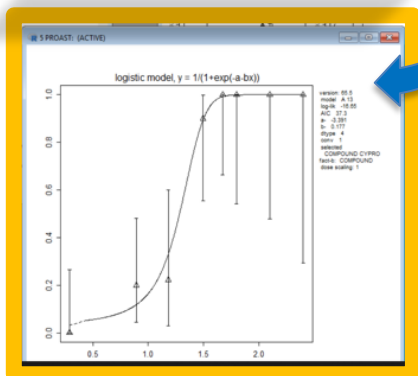 5 PROAST: (ACTIVE)
logistic model, y = 1/(1+exp(-a-bx))
version: 65.5
model A 13
log-lik -16.65
AIC: 37.3
a- -3.391
b- 0.177
dtype 4
conv 1
selected
COMPOUND CYPRO
fact-b: COMPOUND
dose scaling: 1
1.0
0.8
0.6
0.4
0.2
0.0
0.5 1.0 1.5 2.0